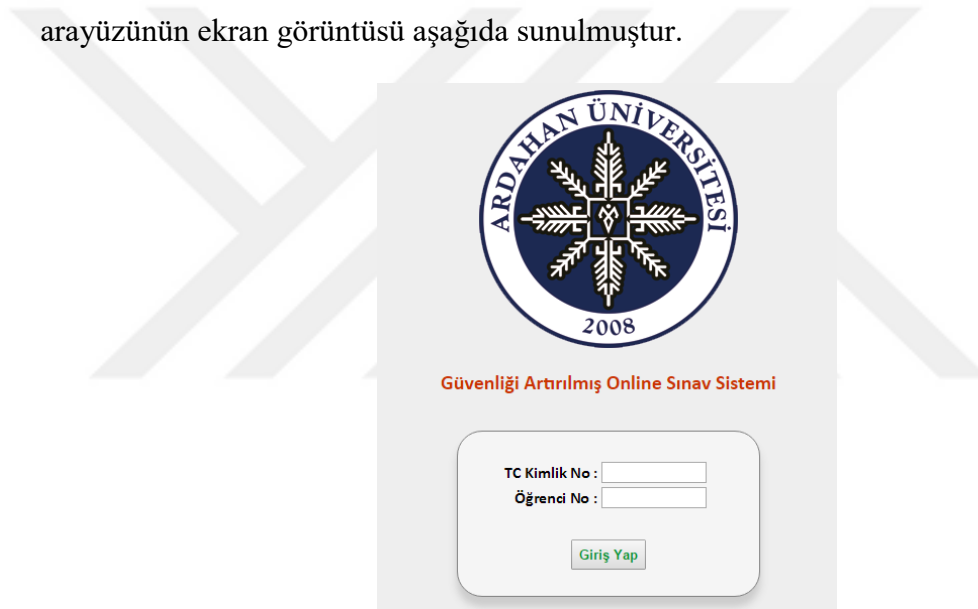 arayüzünün ekran görüntüsü aşağıda sunulmuştur.
ARDAHAN ÜNİVERSİTESİ
2008
Güvenliği Artırılmış Online Sınav Sistemi
TC Kimlik No :
Öğrenci No :
Giriş Yap